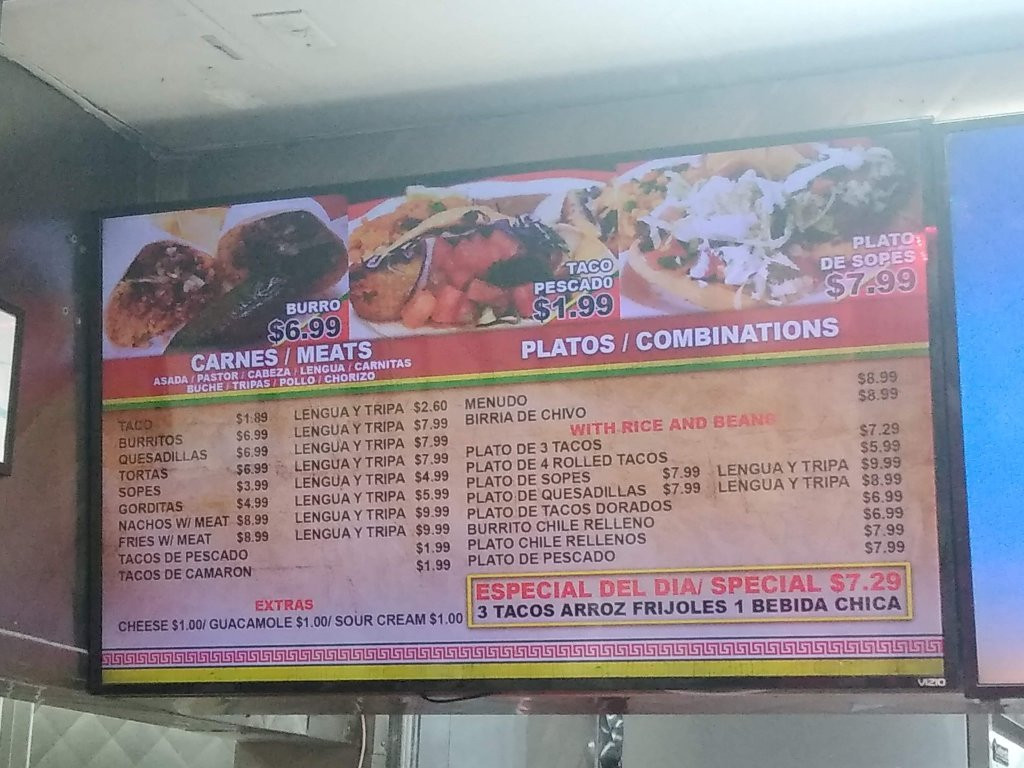 BURRO
$6.99
TACO
PESCADO
$1.99
PLATO
DE SOPES
$7.99
CARNES / MEATS
ASADA / PASTOR / CABEZA / LENGUA / CARNITAS
BUCHE / TRIPAS / POLLO / CHORIZO
TACO $1.89 LENGUA Y TRIPA $2.60
BURRITOS $6.99 LENGUA Y TRIPA $7.99
QUESADILLAS $6.99 LENGUA Y TRIPA $7.99
TORTAS $6.99 LENGUA Y TRIPA $7.99
SOPES $3.99 LENGUA Y TRIPA $4.99
GORDITAS $4.99 LENGUA Y TRIPA $5.99
NACHOS W/ MEAT $8.99 LENGUA Y TRIPA $9.99
FRIES W/ MEAT $8.99 LENGUA Y TRIPA $9.99
TACOS DE PESCADO $1.99
TACOS DE CAMARON $1.99
EXTRAS
CHEESE $1.00/ GUACAMOLE $1.00/ SOUR CREAM $1.00
PLATOS / COMBINATIONS
MENUDO $8.99
BIRRIA DE CHIVO $8.99
WITH RICE AND BEANS
PLATO DE 3 TACOS $7.29
PLATO DE 4 ROLLED TACOS $5.99
PLATO DE SOPES $7.99 LENGUA Y TRIPA $9.99
PLATO DE QUESADILLAS $7.99 LENGUA Y TRIPA $8.99
PLATO DE TACOS DORADOS $6.99
BURRITO CHILE RELLENO $6.99
PLATO CHILE RELLENOS $7.99
PLATO DE PESCADO $7.99
ESPECIAL DEL DIA/ SPECIAL $7.29
3 TACOS ARROZ FRIJOLES 1 BEBIDA CHICA
VIZIO